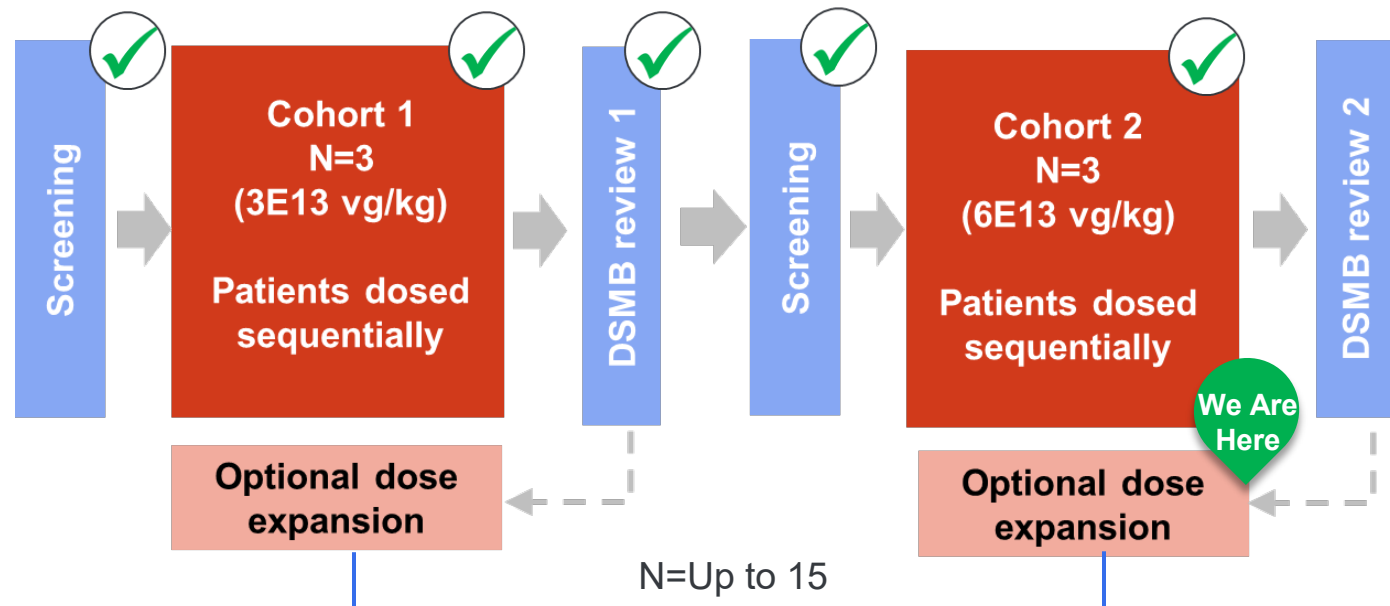 Screening
Cohort 1
N=3
(3E13 vg/kg)
Patients dosed
sequentially
DSMB review 1
Screening
Cohort 2
N=3
(6E13 vg/kg)
Patients dosed
sequentially
DSMB review 2
We Are
Here
Optional dose
expansion
Optional dose
expansion
N=Up to 15